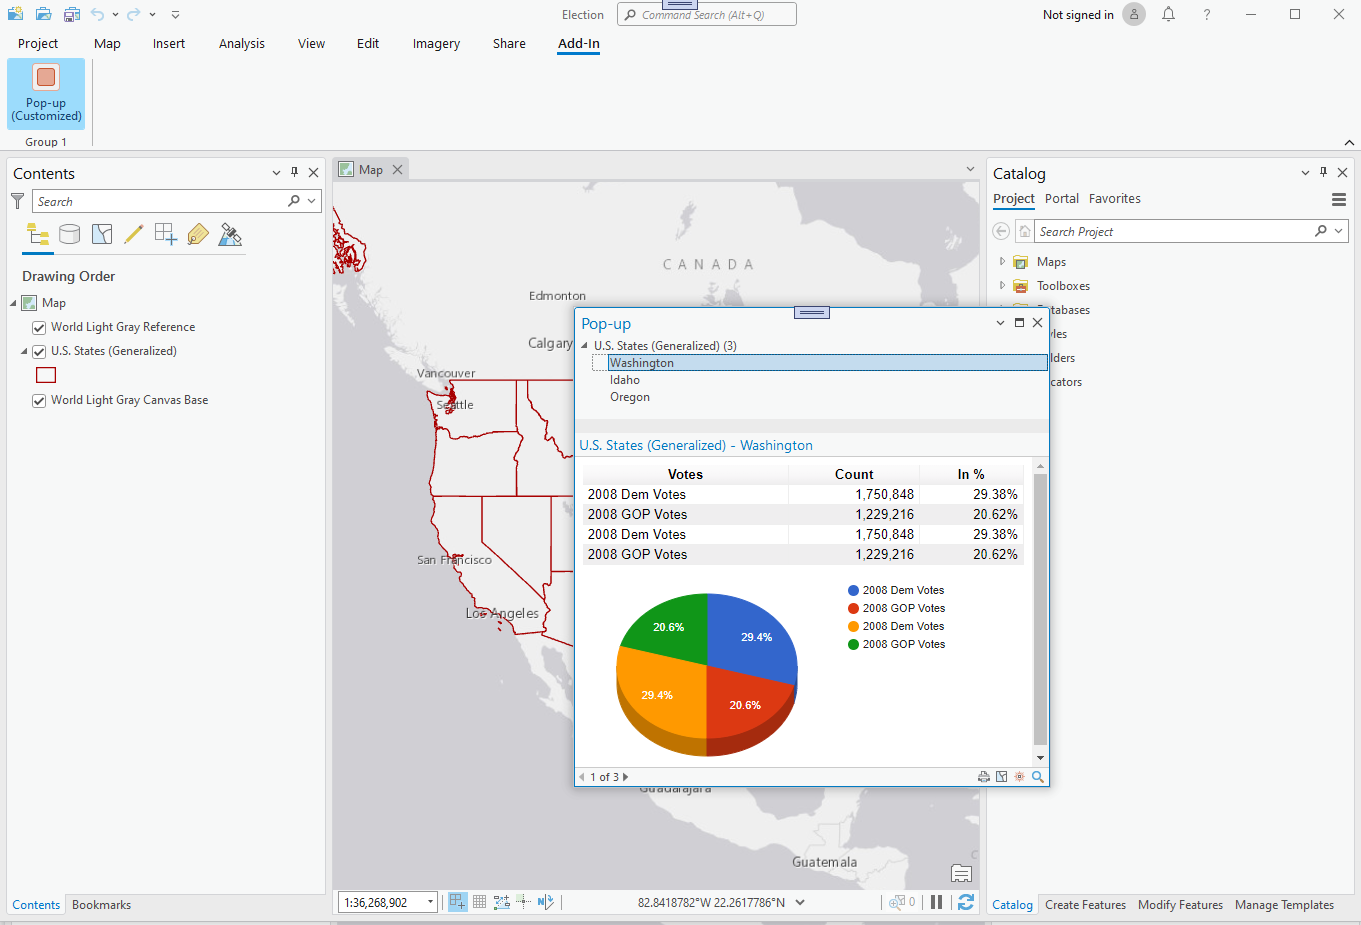 Election
Command Search (Alt+Q)
Not signed in
?
Project Map Insert Analysis View Edit Imagery Share Add-In
Pop-up
(Customized)
Group 1
Contents
Search
Drawing Order
Map
World Light Gray Reference
U.S. States (Generalized)
World Light Gray Canvas Base
Contents Bookmarks
Map
CANADA
Edmonton
Calgary
Vancouver
Seattle
San Francisco
Los Angeles
Guadalajara
Guatemala
Pop-up
U.S. States (Generalized) (3)
Washington
Idaho
Oregon
U.S. States (Generalized) - Washington
Votes Count In %
2008 Dem Votes 1,750,848 29.38%
2008 GOP Votes 1,229,216 20.62%
2008 Dem Votes 1,750,848 29.38%
2008 GOP Votes 1,229,216 20.62%
2008 Dem Votes
2008 GOP Votes
2008 Dem Votes
2008 GOP Votes
20.6%
29.4%
29.4%
20.6%
1 of 3
1:36,268,902
N
82.8418782°W 22.2617786°N
0
Catalog
Project Portal Favorites
Search Project
Maps
Toolboxes
tabases
les
lders
cators
Catalog Create Features Modify Features Manage Templates